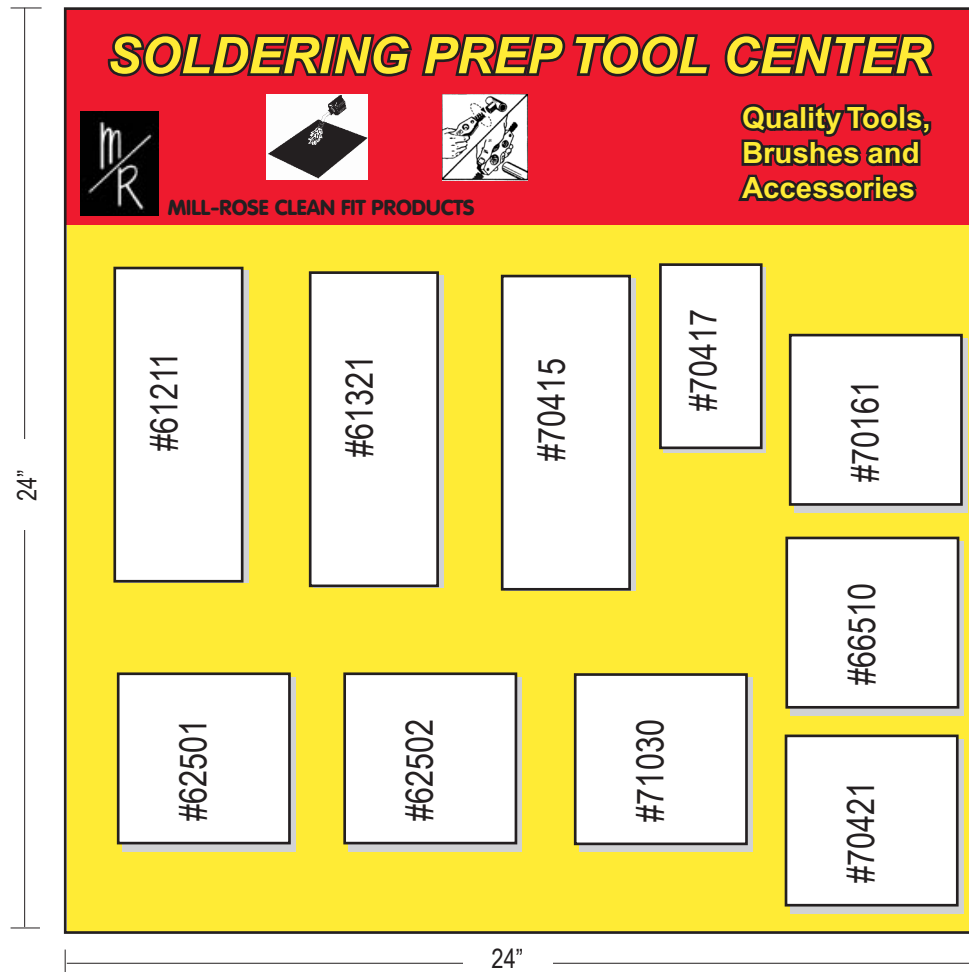 SOLDERING PREP TOOL CENTER
m/R
MILL-ROSE CLEAN FIT PRODUCTS
Quality Tools,
Brushes and
Accessories
#61211
#61321
#70415
#70417
#70161
#66510
#62501
#62502
#71030
#70421
24”
24”